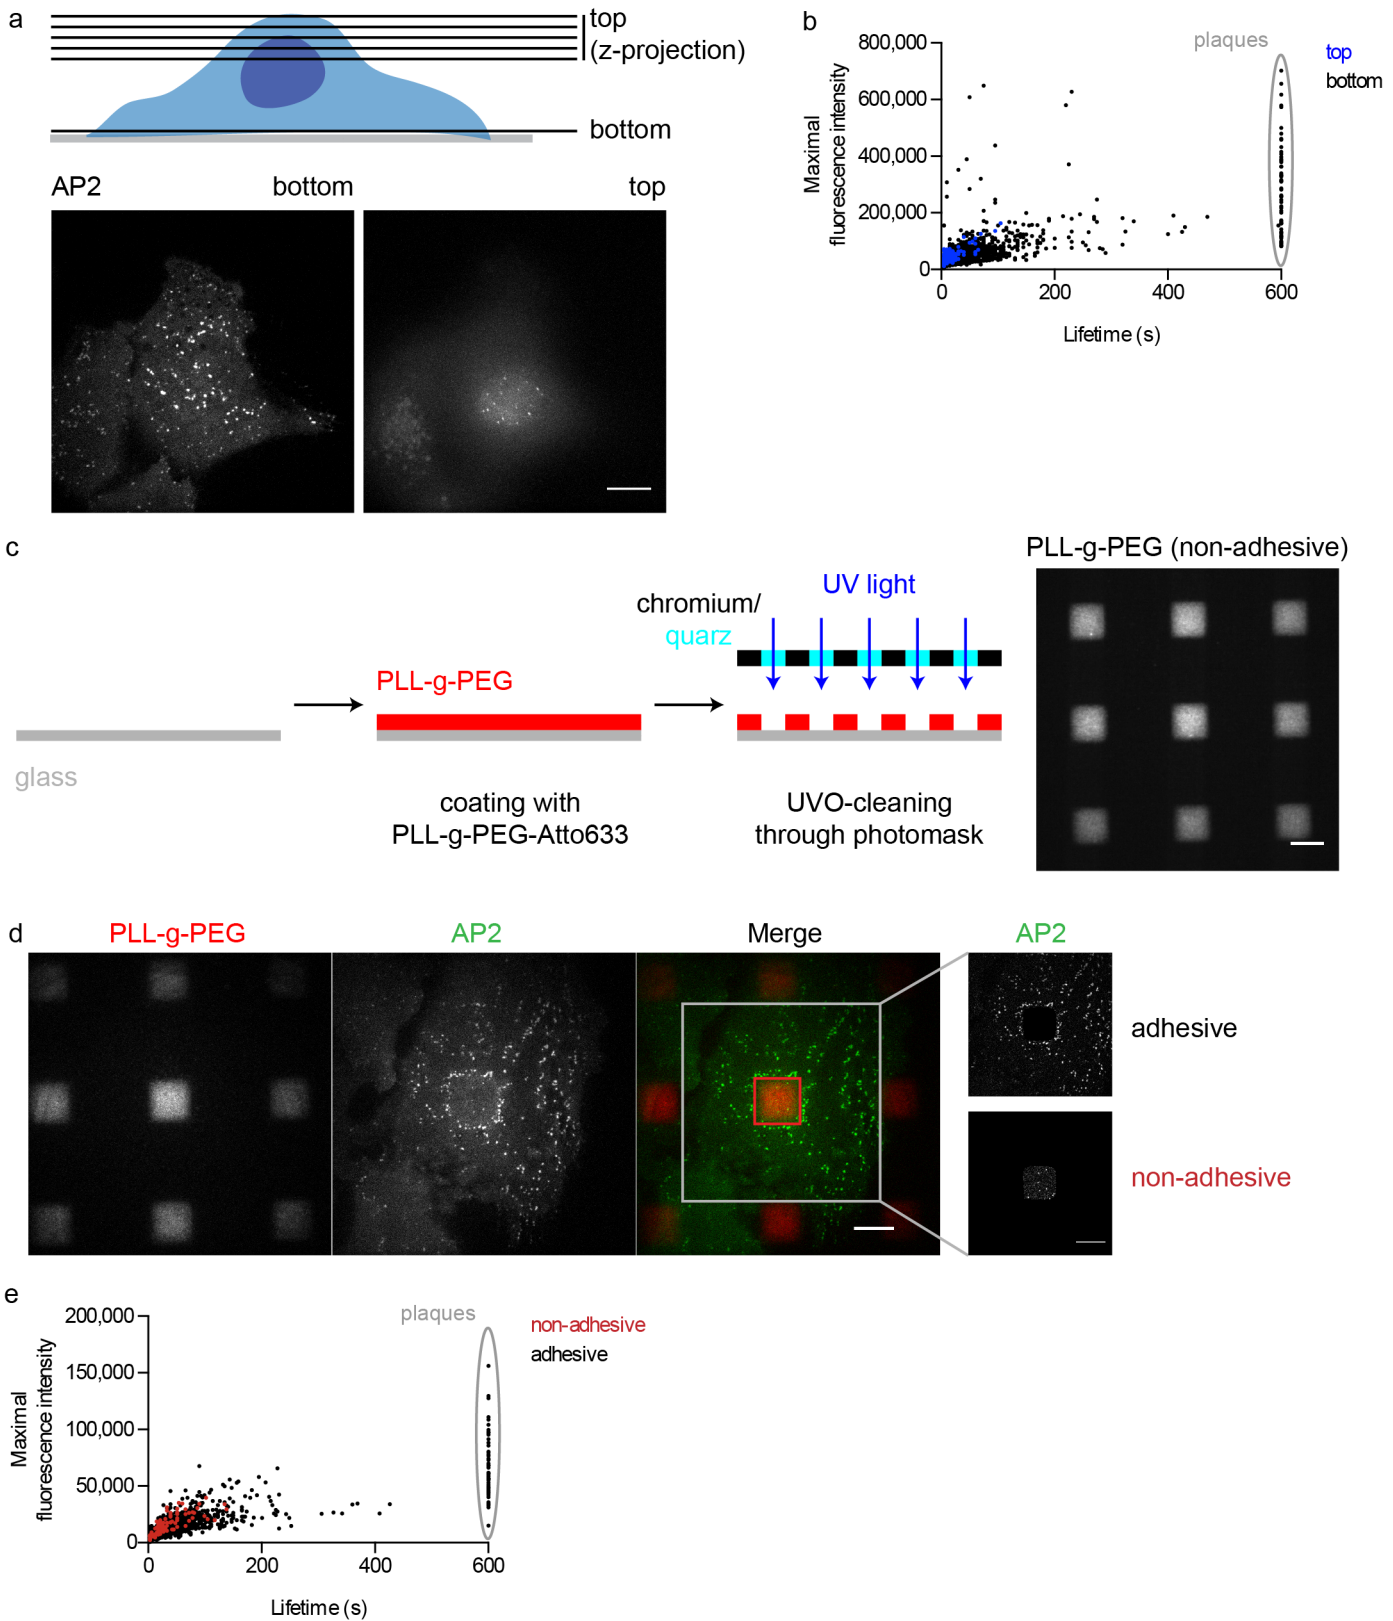 a
top
(z-projection)
bottom
AP2 bottom top
b
plaques
top
bottom
Maximal
fluorescence intensity
800,000
600,000
400,000
200,000
0
0 200 400 600
Lifetime (s)
c
glass
PLL-g-PEG
coating with
PLL-g-PEG-Atto633
chromium/
quarz
UV light
UVO-cleaning
through photomask
PLL-g-PEG (non-adhesive)
d
PLL-g-PEG AP2 Merge AP2
adhesive
non-adhesive
e
plaques
non-adhesive
adhesive
Maximal
fluorescence intensity
200,000
150,000
100,000
50,000
0
0 200 400 600
Lifetime (s)